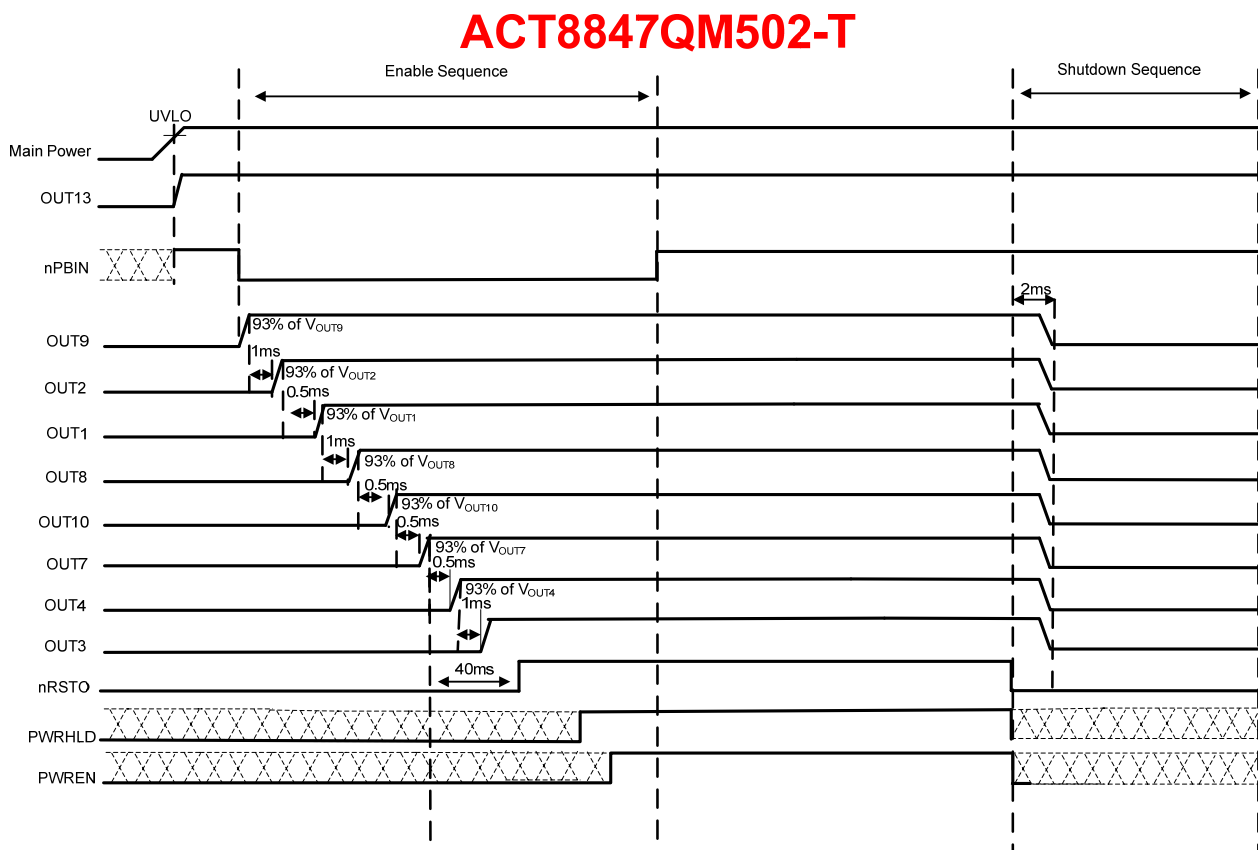 ACT8847QM502-T
Enable Sequence
Shutdown Sequence
UVLO
Main Power
OUT13
nPBIN
2ms
93% of VOUT9
OUT9
1ms
93% of VOUT2
OUT2
0.5ms
93% of VOUT1
OUT1
1ms
93% of VOUT8
OUT8
0.5ms
93% of VOUT10
OUT10
0.5ms
93% of VOUT7
OUT7
0.5ms
93% of VOUT4
OUT4
1ms
OUT3
40ms
nRSTO
PWRHLD
PWREN